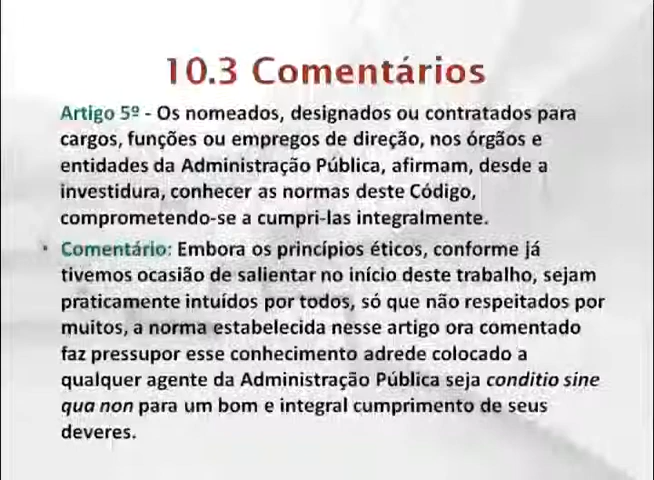 10.3 Comentários
Artigo 5º - Os nomeados, designados ou contratados para
cargos, funções ou empregos de direção, nos órgãos e
entidades da Administração Pública, afirmam, desde a
investidura, conhecer as normas deste Código,
comprometendo-se a cumpri-las integralmente.
• Comentário: Embora os princípios éticos, conforme já
tivemos ocasião de salientar no início deste trabalho, sejam
praticamente intuídos por todos, só que não respeitados por
muitos, a norma estabelecida nesse artigo ora comentado
faz pressupor esse conhecimento adrede colocado a
qualquer agente da Administração Pública seja conditio sine
qua non para um bom e integral cumprimento de seus
deveres.